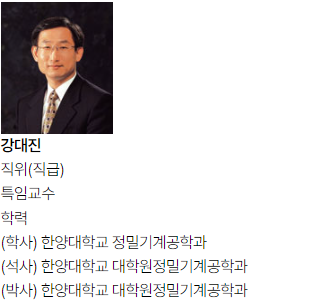 강대진
직위(직급)
특임교수
학력
(학사) 한양대학교 정밀기계공학과
(석사) 한양대학교 대학원정밀기계공학과
(박사) 한양대학교 대학원정밀기계공학과